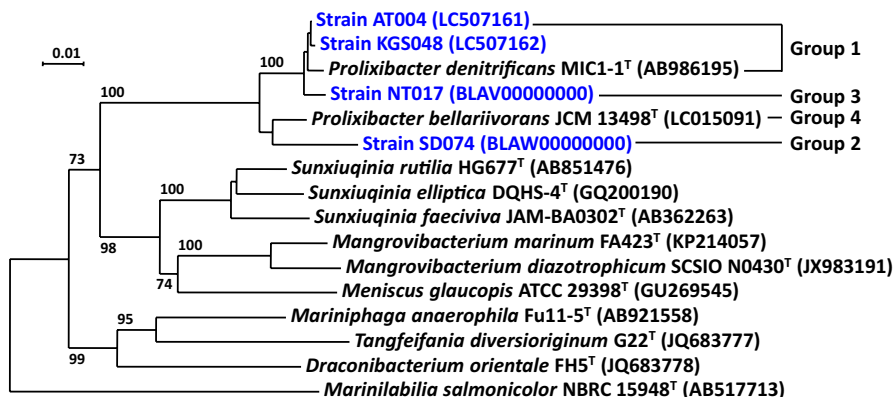 Strain AT004 (LC507161)
0.01
Strain KGS048 (LC507162)
Group 1
Prolixibacter denitrificans MIC1-1ᵀ (AB986195)
100
100
Strain NT017 (BLAV00000000)
Group 3
Prolixibacter bellariivorans JCM 13498ᵀ (LC015091)
Group 4
Strain SD074 (BLAW00000000)
Group 2
73
Sunxiuqinia rutilia HG677ᵀ (AB851476)
100
Sunxiuqinia elliptica DQHS-4ᵀ (GQ200190)
Sunxiuqinia faeciviva JAM-BA0302ᵀ (AB362263)
98
100
Mangrovibacterium marinum FA423ᵀ (KP214057)
Mangrovibacterium diazotrophicum SCSIO N0430ᵀ (JX983191)
74
Meniscus glaucopis ATCC 29398ᵀ (GU269545)
95
Mariniphaga anaerophila Fu11-5ᵀ (AB921558)
Tangfeifania diversioriginum G22ᵀ (JQ683777)
99
Draconibacterium orientale FH5ᵀ (JQ683778)
Marinilabilia salmonicolor NBRC 15948ᵀ (AB517713)